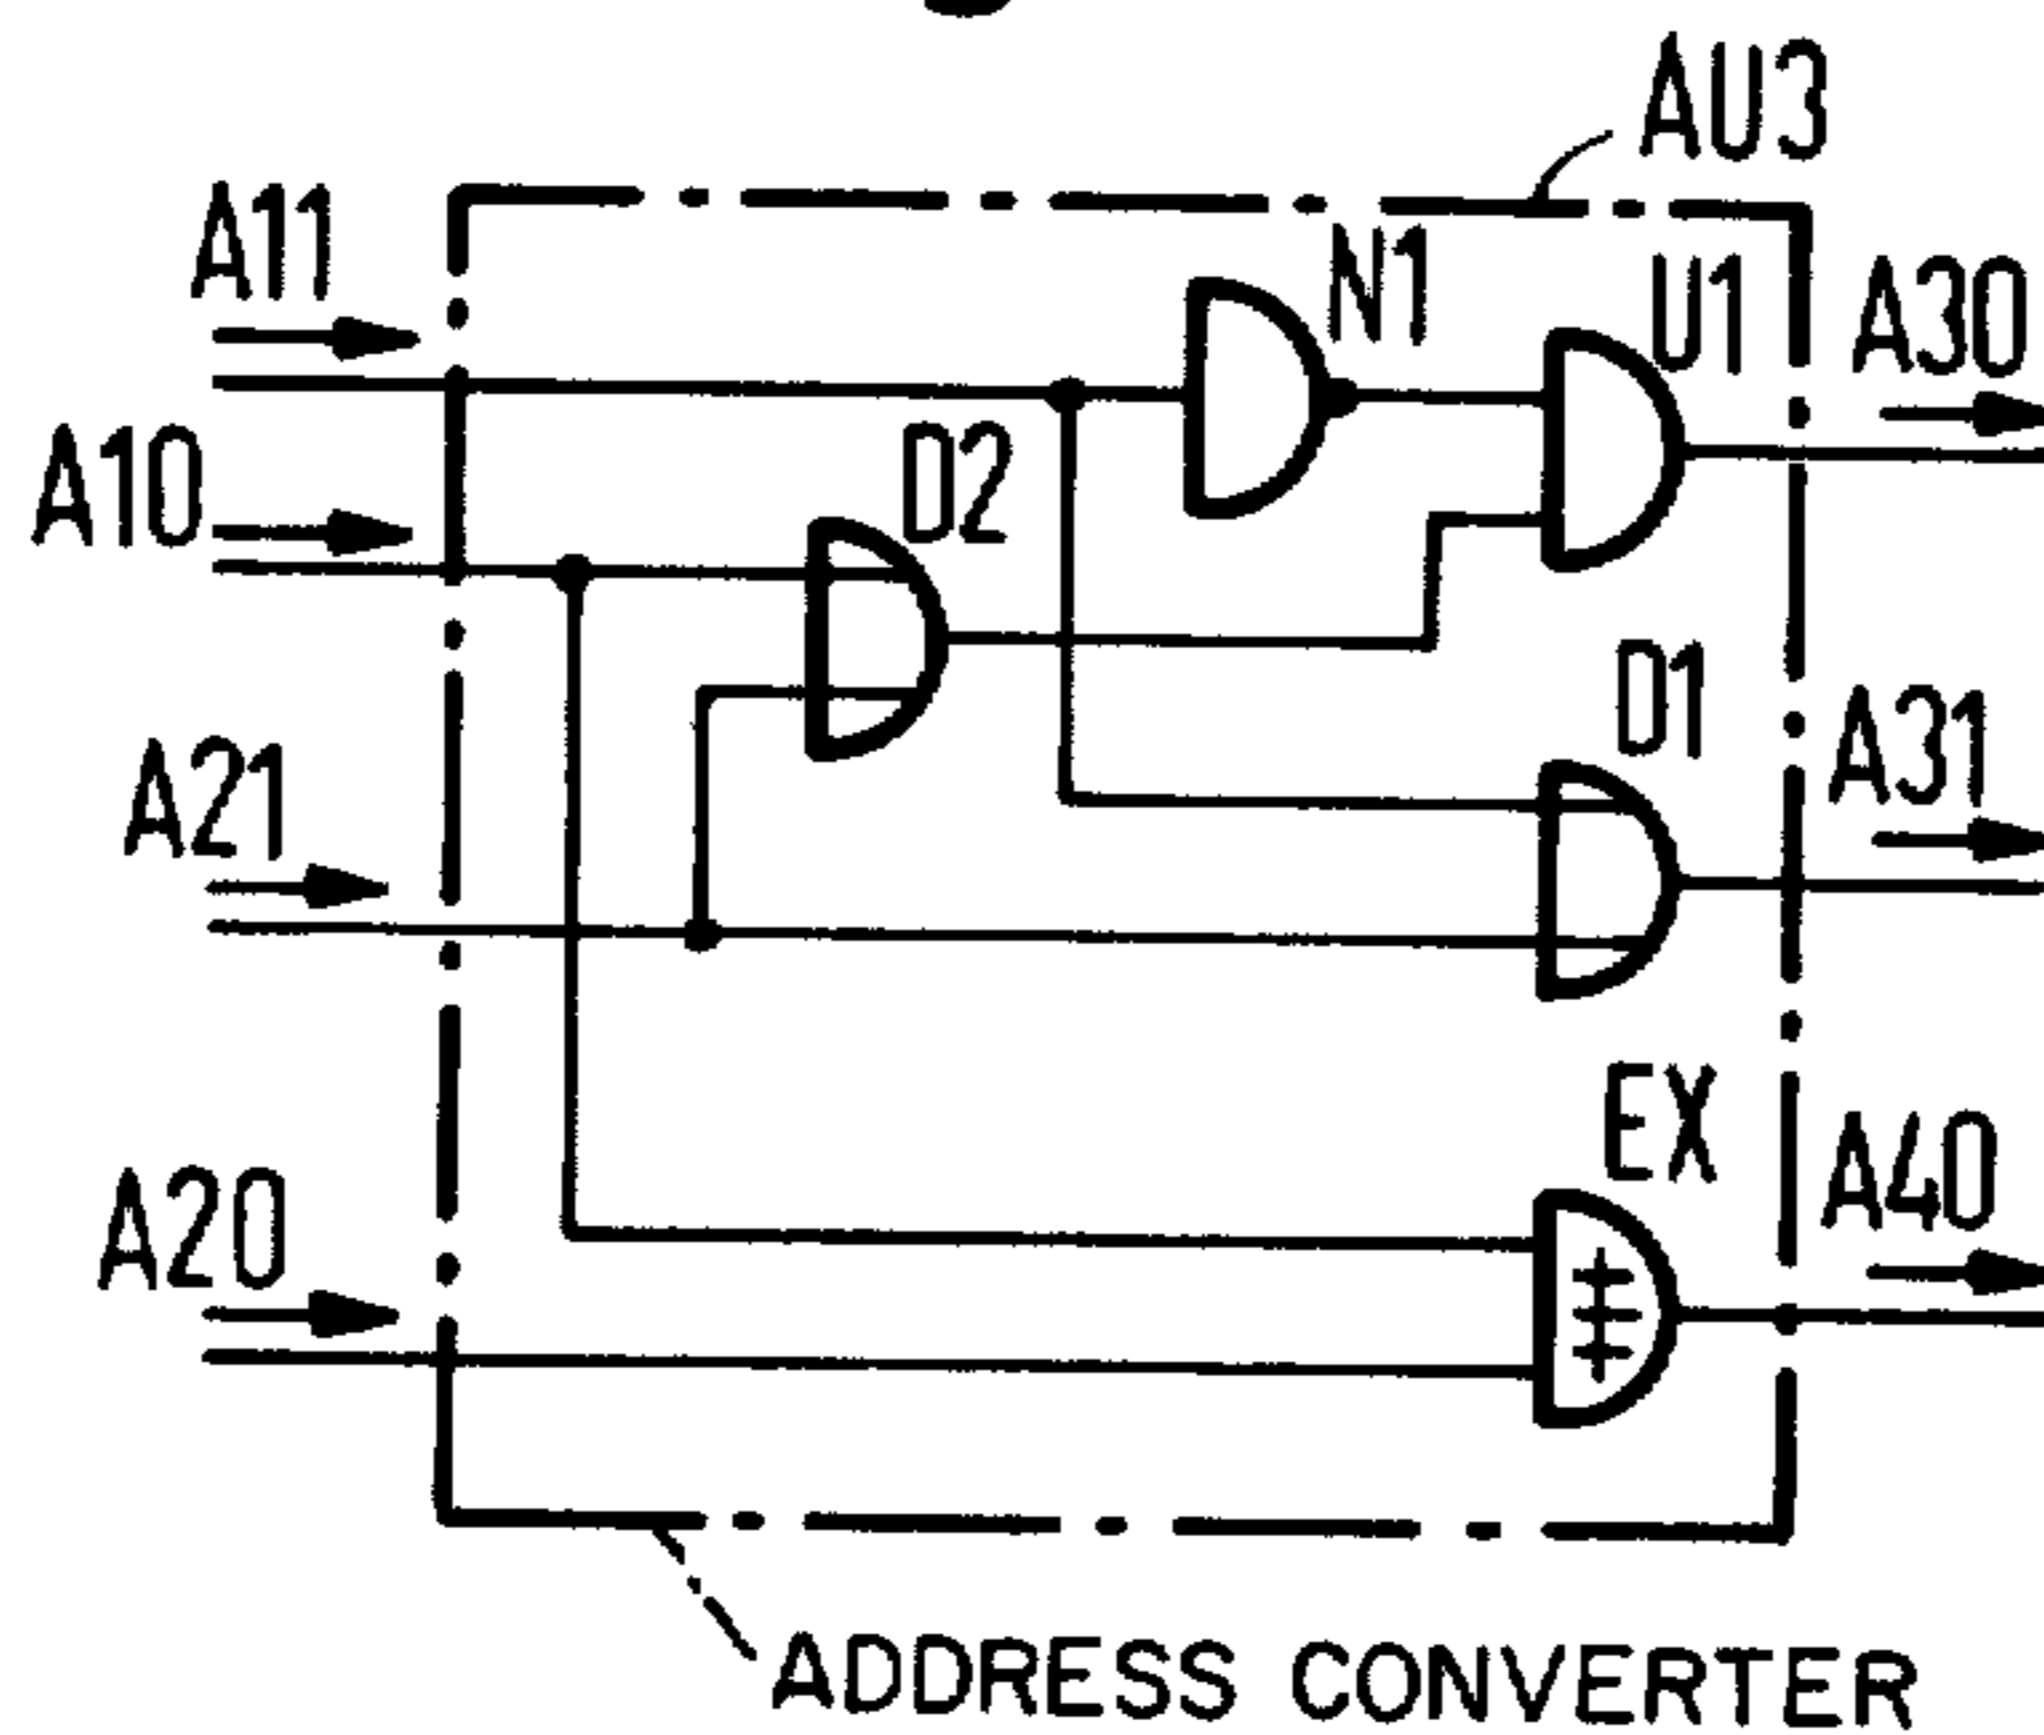 AU3
A11
N1
U1
A30
A10
D2
D1
A31
A21
EX
A40
A20
ADDRESS CONVERTER